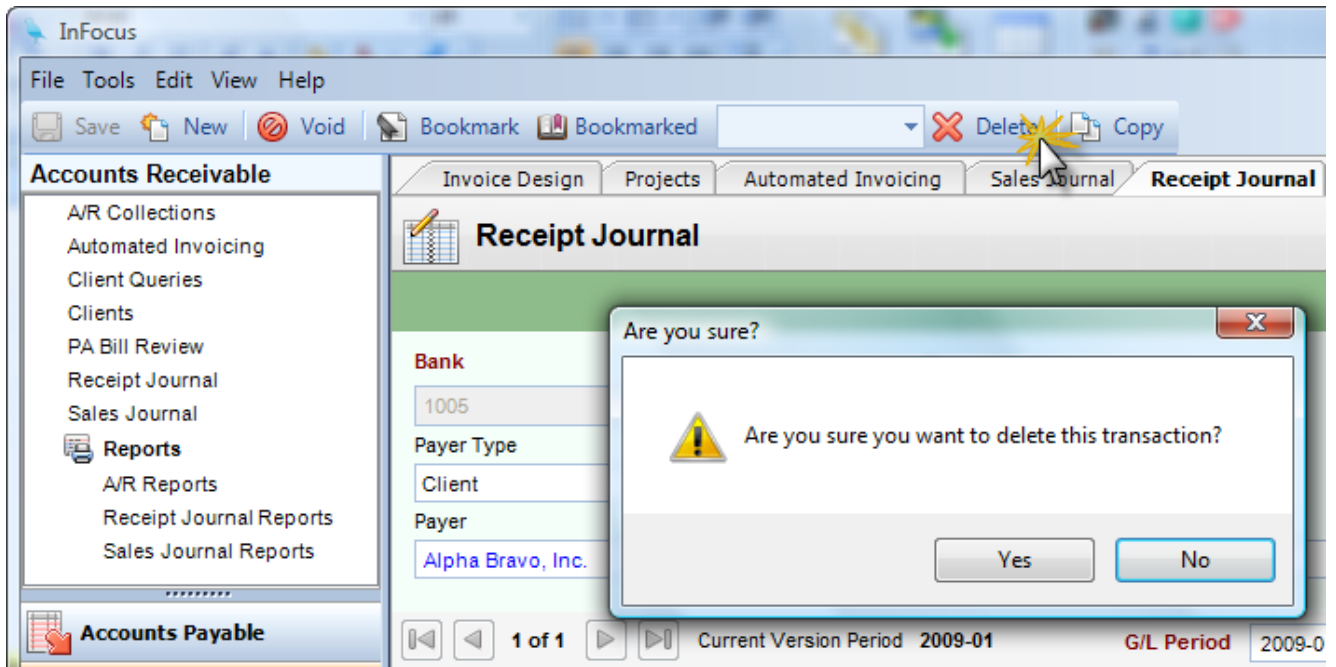 InFocus
File Tools Edit View Help
Save New Void Bookmark Bookmarked Delete Copy
Accounts Receivable
A/R Collections
Automated Invoicing
Client Queries
Clients
PA Bill Review
Receipt Journal
Sales Journal
Reports
A/R Reports
Receipt Journal Reports
Sales Journal Reports
Accounts Payable
Invoice Design Projects Automated Invoicing Sales Journal Receipt Journal
Receipt Journal
Bank
1005
Payer Type
Client
Payer
Alpha Bravo, Inc.
Are you sure?
Are you sure you want to delete this transaction?
Yes No
1 of 1 Current Version Period 2009-01 G/L Period 2009-0